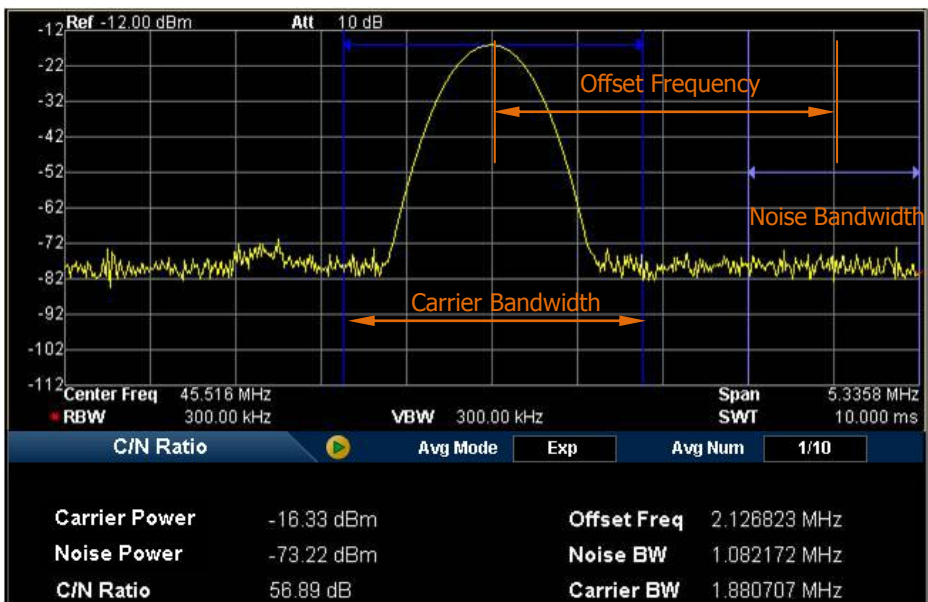 Ref -12.00 dBm Att 10 dB
-12
-22
-32
-42
-52
-62
-72
-82
-92
-102
-112
Offset Frequency
Noise Bandwidth
Carrier Bandwidth
Center Freq 45.516 MHz Span 5.3358 MHz
RBW 300.00 kHz VBW 300.00 kHz SWT 10.000 ms
C/N Ratio Avg Mode Exp Avg Num 1/10
Carrier Power -16.33 dBm Offset Freq 2.126823 MHz
Noise Power -73.22 dBm Noise BW 1.082172 MHz
C/N Ratio 56.89 dB Carrier BW 1.880707 MHz